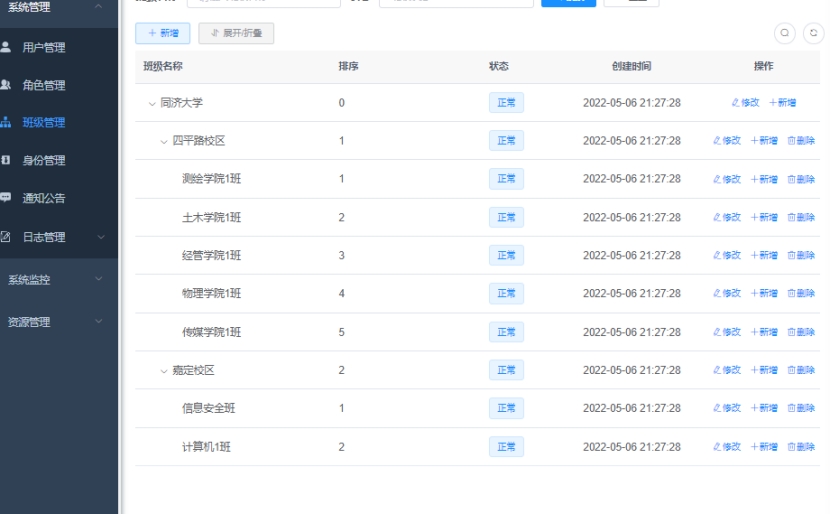 系统管理
用户管理
角色管理
班级管理
身份管理
通知公告
日志管理
系统监控
资源管理
新增 展开/折叠
班级名称 排序 状态 创建时间 操作
同济大学 0 正常 2022-05-06 21:27:28 修改 新增
四平路校区 1 正常 2022-05-06 21:27:28 修改 新增 删除
测绘学院1班 1 正常 2022-05-06 21:27:28 修改 新增 删除
土木学院1班 2 正常 2022-05-06 21:27:28 修改 新增 删除
经管学院1班 3 正常 2022-05-06 21:27:28 修改 新增 删除
物理学院1班 4 正常 2022-05-06 21:27:28 修改 新增 删除
传媒学院1班 5 正常 2022-05-06 21:27:28 修改 新增 删除
嘉定校区 2 正常 2022-05-06 21:27:28 修改 新增 删除
信息安全班 1 正常 2022-05-06 21:27:28 修改 新增 删除
计算机1班 2 正常 2022-05-06 21:27:28 修改 新增 删除